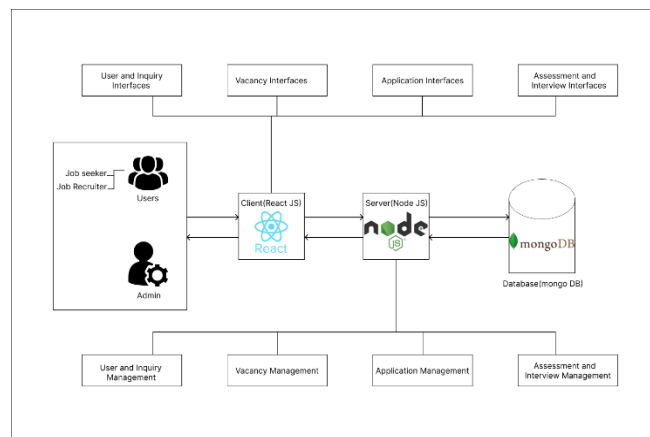 User and Inquiry
Interfaces
Vacancy Interfaces
Application Interfaces
Assessment and
Interview Interfaces
Job seeker
Job Recruiter
Users
Admin
Client(React JS)
React
Server(Node JS)
node
JS
mongoDB
Database(mongo DB)
User and Inquiry
Management
Vacancy Management
Application Management
Assessment and
Interview Management